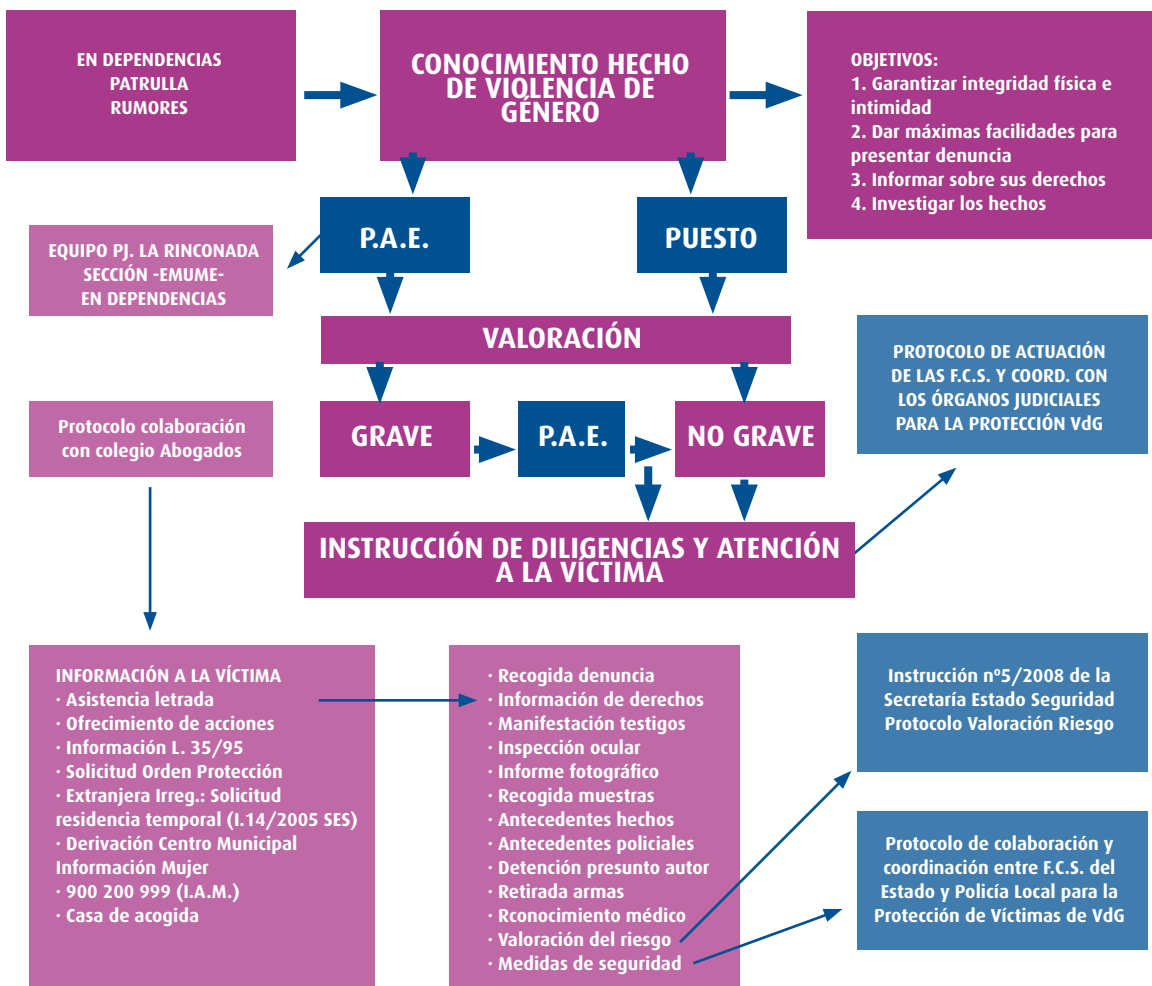 EN DEPENDENCIAS
PATRULLA
RUMORES
CONOCIMIENTO HECHO
DE VIOLENCIA DE
GÉNERO
OBJETIVOS:
1. Garantizar integridad física e
intimidad
2. Dar máximas facilidades para
presentar denuncia
3. Informar sobre sus derechos
4. Investigar los hechos
P.A.E.
PUESTO
EQUIPO PJ. LA RINCONADA
SECCIÓN -EMUME-
EN DEPENDENCIAS
VALORACIÓN
PROTOCOLO DE ACTUACIÓN
DE LAS F.C.S. Y COORD. CON
LOS ÓRGANOS JUDICIALES
PARA LA PROTECCIÓN VdG
Protocolo colaboración
con colegio Abogados
GRAVE
P.A.E.
NO GRAVE
INSTRUCCIÓN DE DILIGENCIAS Y ATENCIÓN
A LA VÍCTIMA
INFORMACIÓN A LA VÍCTIMA
· Asistencia letrada
· Ofrecimiento de acciones
· Información L. 35/95
· Solicitud Orden Protección
· Extranjera Irreg.: Solicitud
residencia temporal (I.14/2005 SES)
· Derivación Centro Municipal
Información Mujer
· 900 200 999 (I.A.M.)
· Casa de acogida
· Recogida denuncia
· Información de derechos
· Manifestación testigos
· Inspección ocular
· Informe fotográfico
· Recogida muestras
· Antecedentes hechos
· Antecedentes policiales
· Detención presunto autor
· Retirada armas
· Rconocimiento médico
· Valoración del riesgo
· Medidas de seguridad
Instrucción nº5/2008 de la
Secretaría Estado Seguridad
Protocolo Valoración Riesgo
Protocolo de colaboración y
coordinación entre F.C.S. del
Estado y Policía Local para la
Protección de Víctimas de VdG